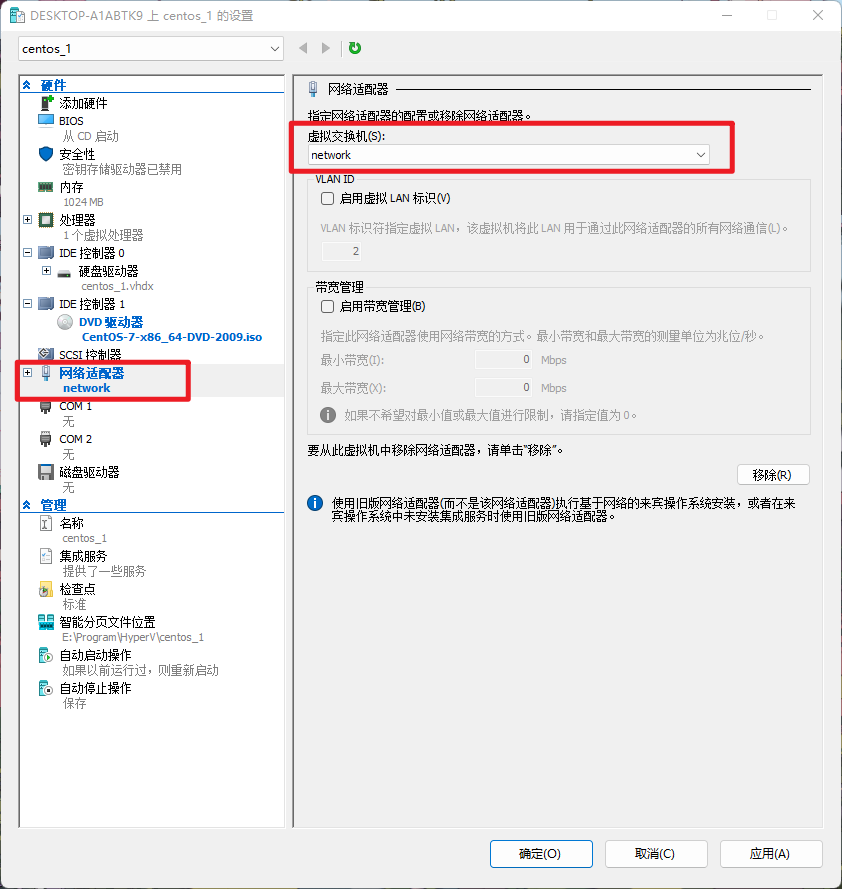 DESKTOP-A1ABTK9 上 centos_1 的设置
centos_1
硬件
添加硬件
BIOS
从 CD 启动
安全性
密钥存储驱动器已禁用
内存
1024 MB
处理器
1 个虚拟处理器
IDE 控制器 0
硬盘驱动器
centos_1.vhdx
IDE 控制器 1
DVD 驱动器
CentOS-7-x86_64-DVD-2009.iso
SCSI 控制器
网络适配器
network
COM 1
无
COM 2
无
磁盘驱动器
无
管理
名称
centos_1
集成服务
提供了一些服务
检查点
标准
智能分页文件位置
E:\Program\HyperV\centos_1
自动启动操作
如果以前运行过，则重新启动
自动停止操作
保存
网络适配器
指定网络适配器的配置或移除网络适配器。
虚拟交换机(S):
network
VLAN ID
启用虚拟 LAN 标识(V)
VLAN 标识符指定虚拟 LAN，该虚拟机将此 LAN 用于通过此网络适配器的所有网络通信(L)。
2
带宽管理
启用带宽管理(B)
指定此网络适配器使用网络带宽的方式。最小带宽和最大带宽的测量单位为兆位/秒。
最小带宽(I): 0 Mbps
最大带宽(X): 0 Mbps
如果不希望对最小值或最大值进行限制，请指定值为 0。
要从此虚拟机中移除网络适配器，请单击"移除"。
移除(R)
使用旧版网络适配器(而不是该网络适配器)执行基于网络的来宾操作系统安装，或者在来
宾操作系统中未安装集成服务时使用旧版网络适配器。
确定(O) 取消(C) 应用(A)